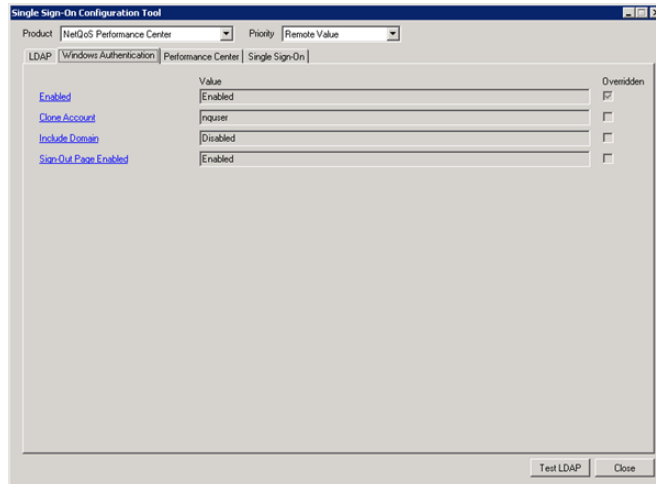 Single Sign-On Configuration Tool
Product NetQoS Performance Center Priority Remote Value
LDAP Windows Authentication Performance Center Single Sign-On
Value Overridden
Enabled Enabled
Clone Account nquser
Include Domain Disabled
Sign-Out Page Enabled Enabled
Test LDAP Close